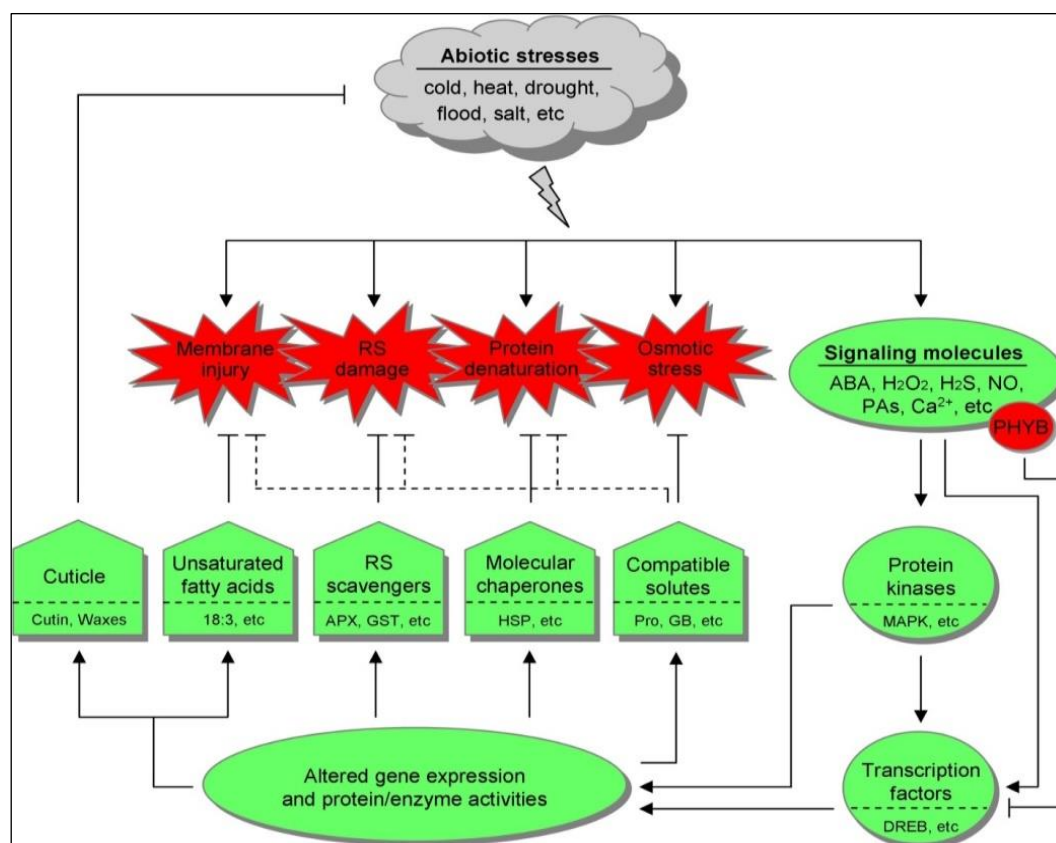 Abiotic stresses
cold, heat, drought,
flood, salt, etc
Membrane
injury
RS
damage
Protein
denaturation
Osmotic
stress
Signaling molecules
ABA, H₂O₂, H₂S, NO,
PAs, Ca²⁺, etc
PHYB
Cuticle
Cutin, Waxes
Unsaturated
fatty acids
18:3, etc
RS
scavengers
APX, GST, etc
Molecular
chaperones
HSP, etc
Compatible
solutes
Pro, GB, etc
Protein
kinases
MAPK, etc
Altered gene expression
and protein/enzyme activities
Transcription
factors
DREB, etc